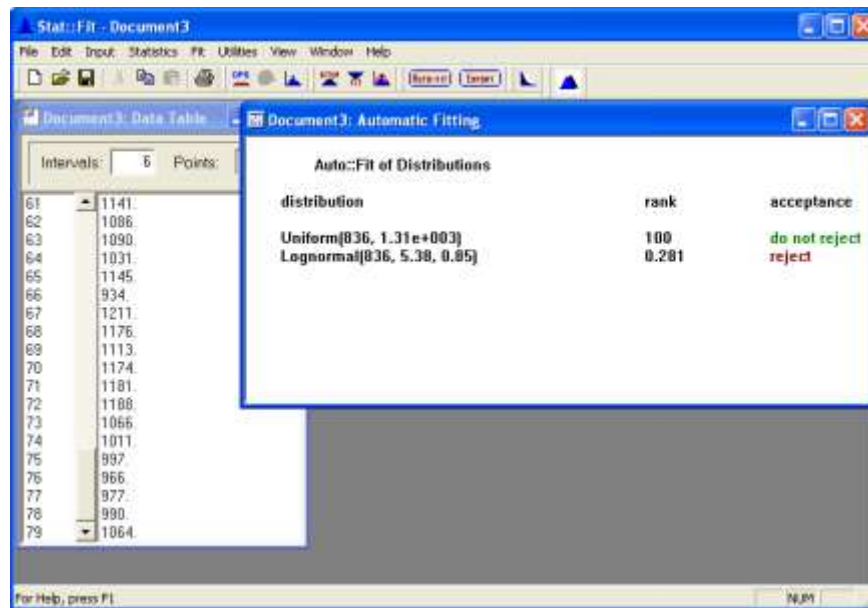 Stat::Fit - Document3
File Edit Input Statistics Fit Utilities View Window Help
Document3: Data Table
Intervals: 6 Points:
61 1141.
62 1086.
63 1090.
64 1031.
65 1145.
66 934.
67 1211.
68 1176.
69 1113.
70 1174.
71 1181.
72 1188.
73 1066.
74 1011.
75 997.
76 966.
77 977.
78 990.
79 1064.
Document3: Automatic Fitting
Auto::Fit of Distributions
distribution rank acceptance
Uniform(836, 1.31e+003) 100 do not reject
Lognormal(836, 5.38, 0.85) 0.281 reject
For Help, press F1
NUM